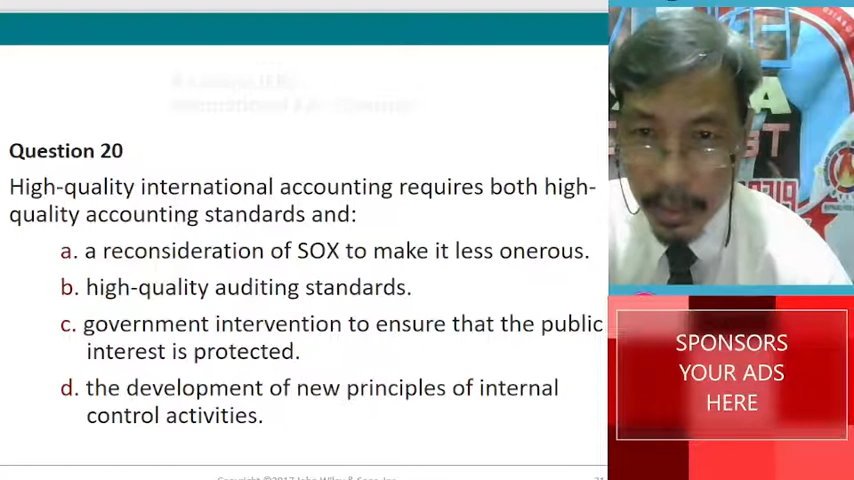 Question 20
High-quality international accounting requires both high-
quality accounting standards and:
a. a reconsideration of SOX to make it less onerous.
b. high-quality auditing standards.
c. government intervention to ensure that the public
interest is protected.
d. the development of new principles of internal
control activities.
SPONSORS
YOUR ADS
HERE